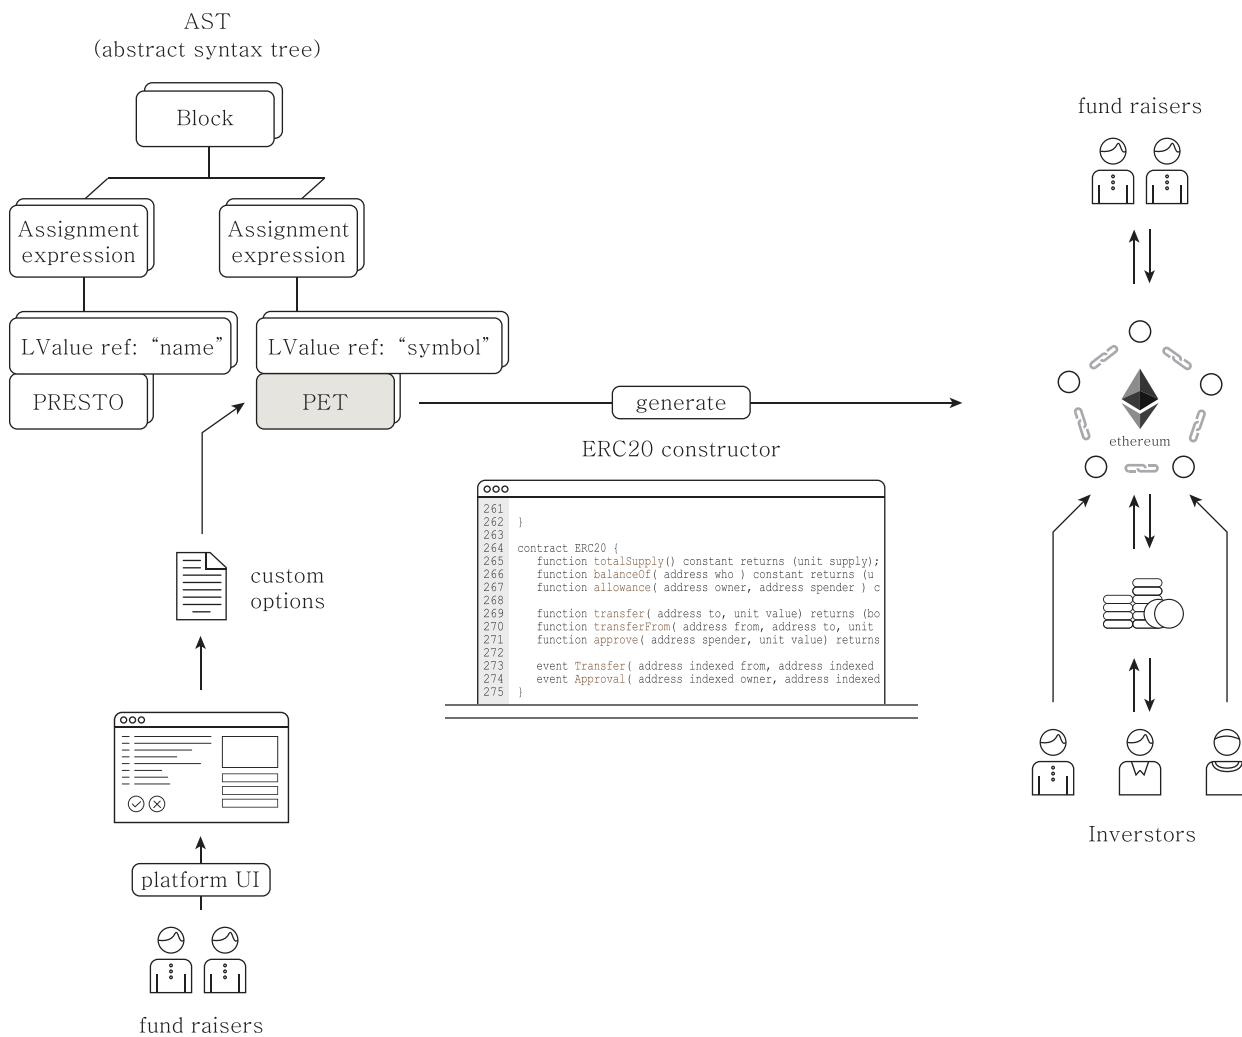 AST
(abstract syntax tree)
Block
Assignment
expression
Assignment
expression
LValue ref: “name”
LValue ref: “symbol”
PRESTO
PET
generate
ERC20 constructor
261
262 }
263
264 contract ERC20 {
265 function totalSupply() constant returns (unit supply);
266 function balanceOf( address who ) constant returns (u
267 function allowance( address owner, address spender ) c
268
269 function transfer( address to, unit value) returns (bo
270 function transferFrom( address from, address to, unit
271 function approve( address spender, unit value) returns
272
273 event Transfer( address indexed from, address indexed
274 event Approval( address indexed owner, address indexed
275 }
custom
options
platform UI
fund raisers
fund raisers
ethereum
Inverstors